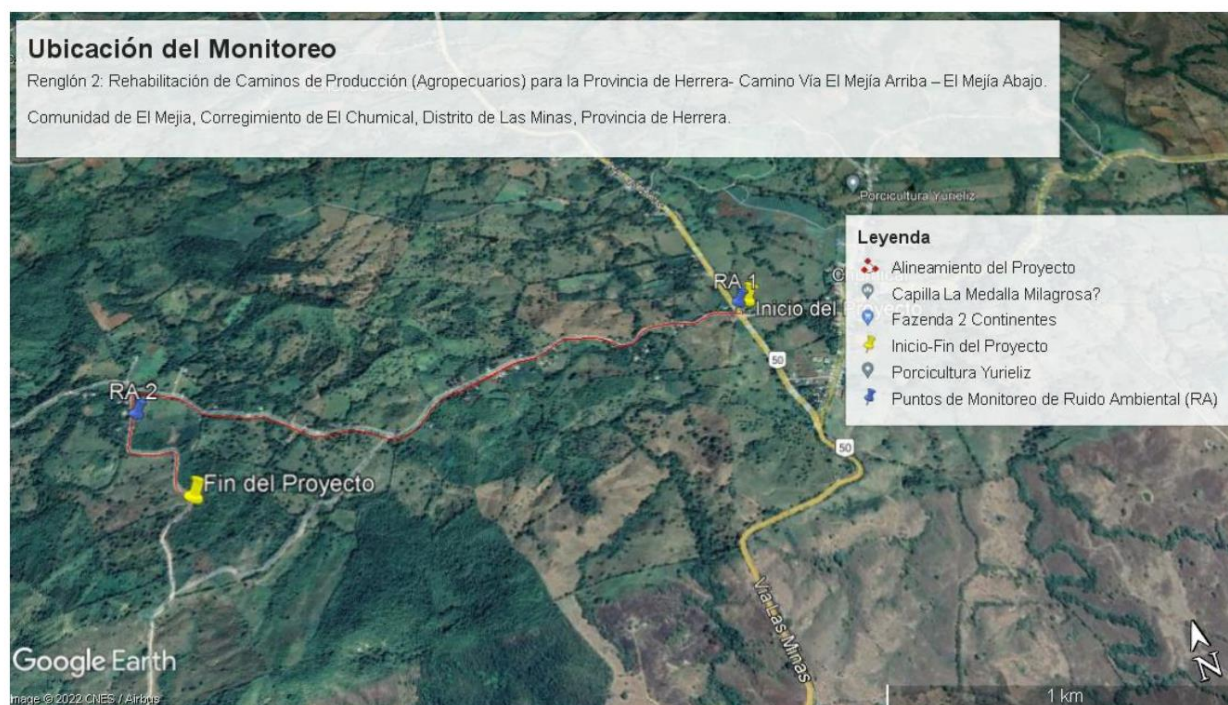 Ubicación del Monitoreo
Renglón 2: Rehabilitación de Caminos de Producción (Agropecuarios) para la Provincia de Herrera- Camino Vía El Mejía Arriba – El Mejía Abajo.
Comunidad de El Mejia, Corregimiento de El Chumical, Distrito de Las Minas, Provincia de Herrera.
Porcicultura Yurieliz
Leyenda
Alineamiento del Proyecto
Capilla La Medalla Milagrosa?
Fazenda 2 Continentes
Inicio-Fin del Proyecto
Porcicultura Yurieliz
Puntos de Monitoreo de Ruido Ambiental (RA)
RA 1
Inicio del Proyecto
50
RA 2
50
Fin del Proyecto
Vía Las Minas
Google Earth
Image © 2022 CNES / Airbus
N
1 km